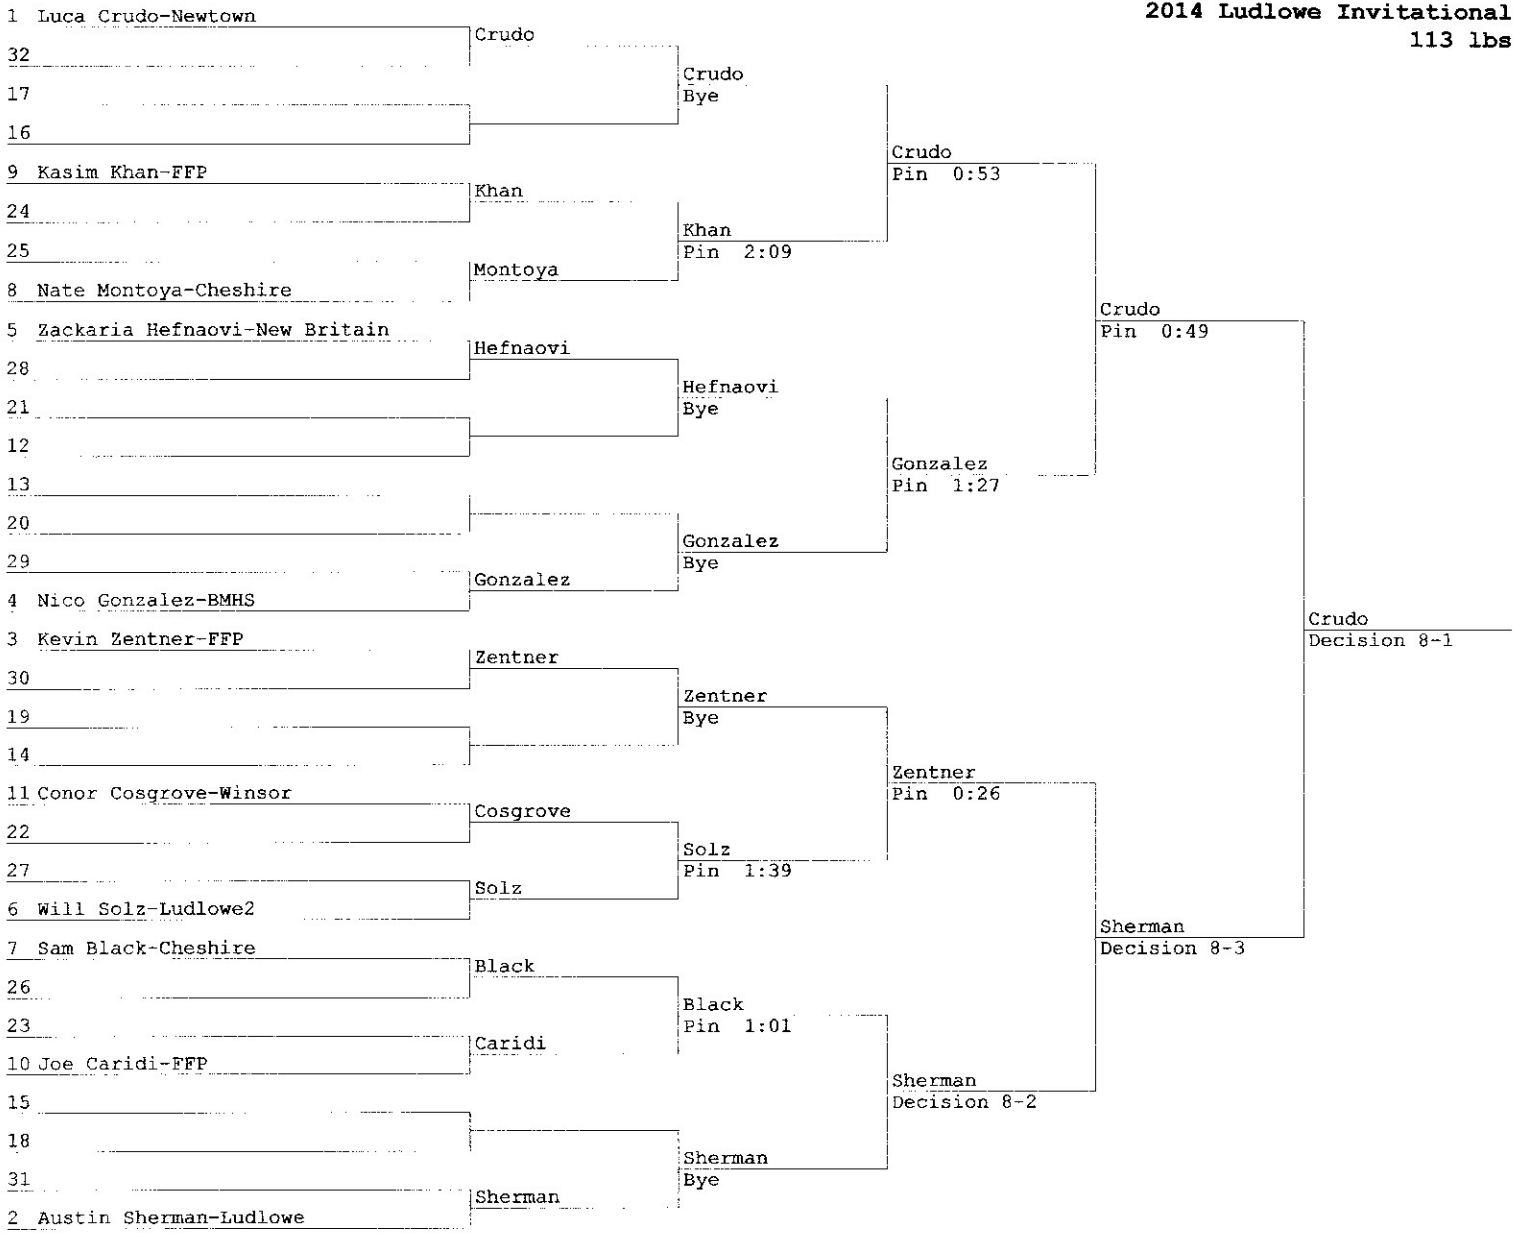 2014 Ludlowe Invitational
113 lbs
1 Luca Crudo-Newtown
32
17
16
9 Kasim Khan-FFP
24
25
8 Nate Montoya-Cheshire
5 Zackaria Hefnaovi-New Britain
28
21
12
13
20
29
4 Nico Gonzalez-BMHS
3 Kevin Zentner-FFP
30
19
14
11 Conor Cosgrove-Winsor
22
27
6 Will Solz-Ludlowe2
7 Sam Black-Cheshire
26
23
10 Joe Caridi-FFP
15
18
31
2 Austin Sherman-Ludlowe
Crudo
Khan
Montoya
Hefnaovi
Gonzalez
Zentner
Cosgrove
Solz
Black
Caridi
Sherman
Crudo
Bye
Khan
Pin 2:09
Hefnaovi
Bye
Gonzalez
Bye
Zentner
Bye
Solz
Pin 1:39
Black
Pin 1:01
Sherman
Bye
Crudo
Pin 0:53
Gonzalez
Pin 1:27
Zentner
Pin 0:26
Sherman
Decision 8-2
Crudo
Pin 0:49
Sherman
Decision 8-3
Crudo
Decision 8-1